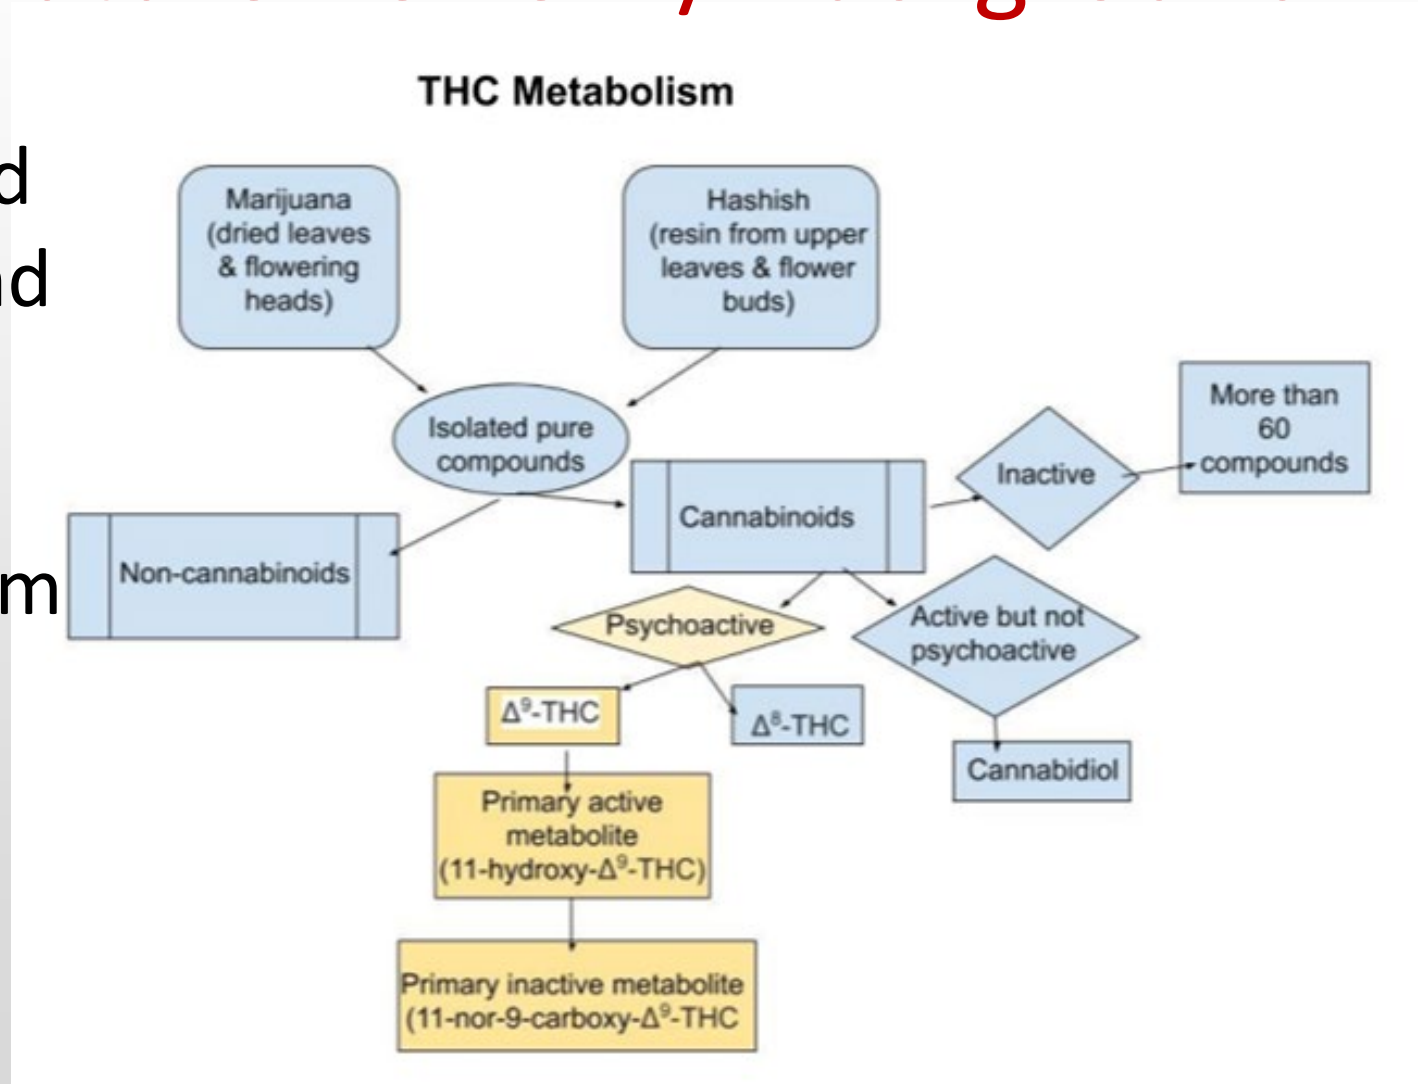 THC Metabolism
d
nd
m
Marijuana
(dried leaves
& flowering
heads)
Hashish
(resin from upper
leaves & flower
buds)
Isolated pure
compounds
More than
60
compounds
Inactive
Cannabinoids
Non-cannabinoids
Psychoactive
Active but not
psychoactive
Δ⁹-THC
Δ⁸-THC
Cannabidiol
Primary active
metabolite
(11-hydroxy-Δ⁹-THC)
Primary inactive metabolite
(11-nor-9-carboxy-Δ⁹-THC